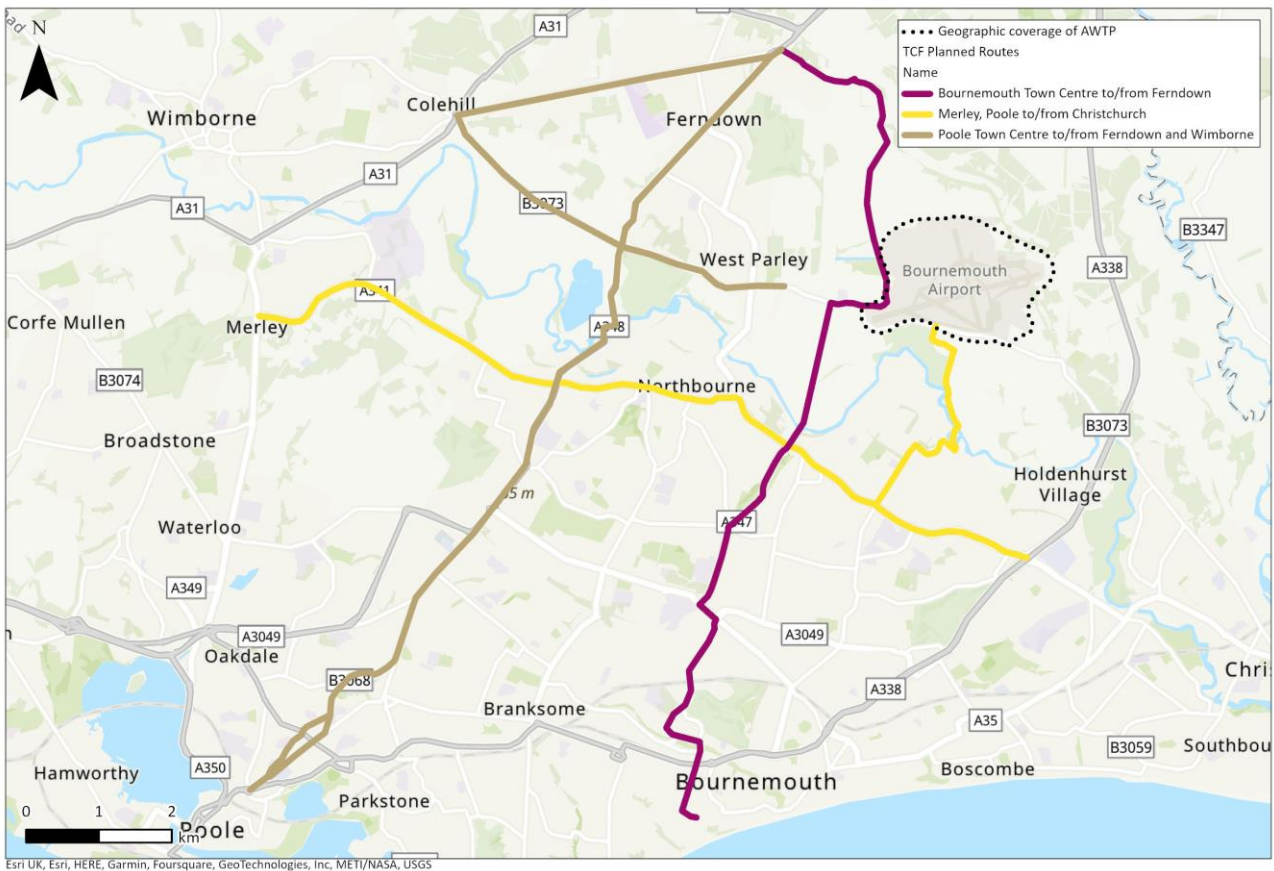 N
A31
Geographic coverage of AWTP
TCF Planned Routes
Name
Bournemouth Town Centre to/from Ferndown
Merley, Poole to/from Christchurch
Poole Town Centre to/from Ferndown and Wimborne
Colehill
Wimborne
Ferndown
A31
A31
B3073
B3347
West Parley
Bournemouth
Airport
A338
A341
Corfe Mullen
Merley
A348
B3074
Northbourne
Broadstone
B3073
Holdenhurst
Village
Waterloo
A347
A349
A3049
A3049
Oakdale
B3068
Chri
A338
Branksome
A35
B3059
Southbou
A350
Hamworthy
Boscombe
Bournemouth
Parkstone
0 1 2
km
Poole
Esri UK, Esri, HERE, Garmin, Foursquare, GeoTechnologies, Inc, METI/NASA, USGS